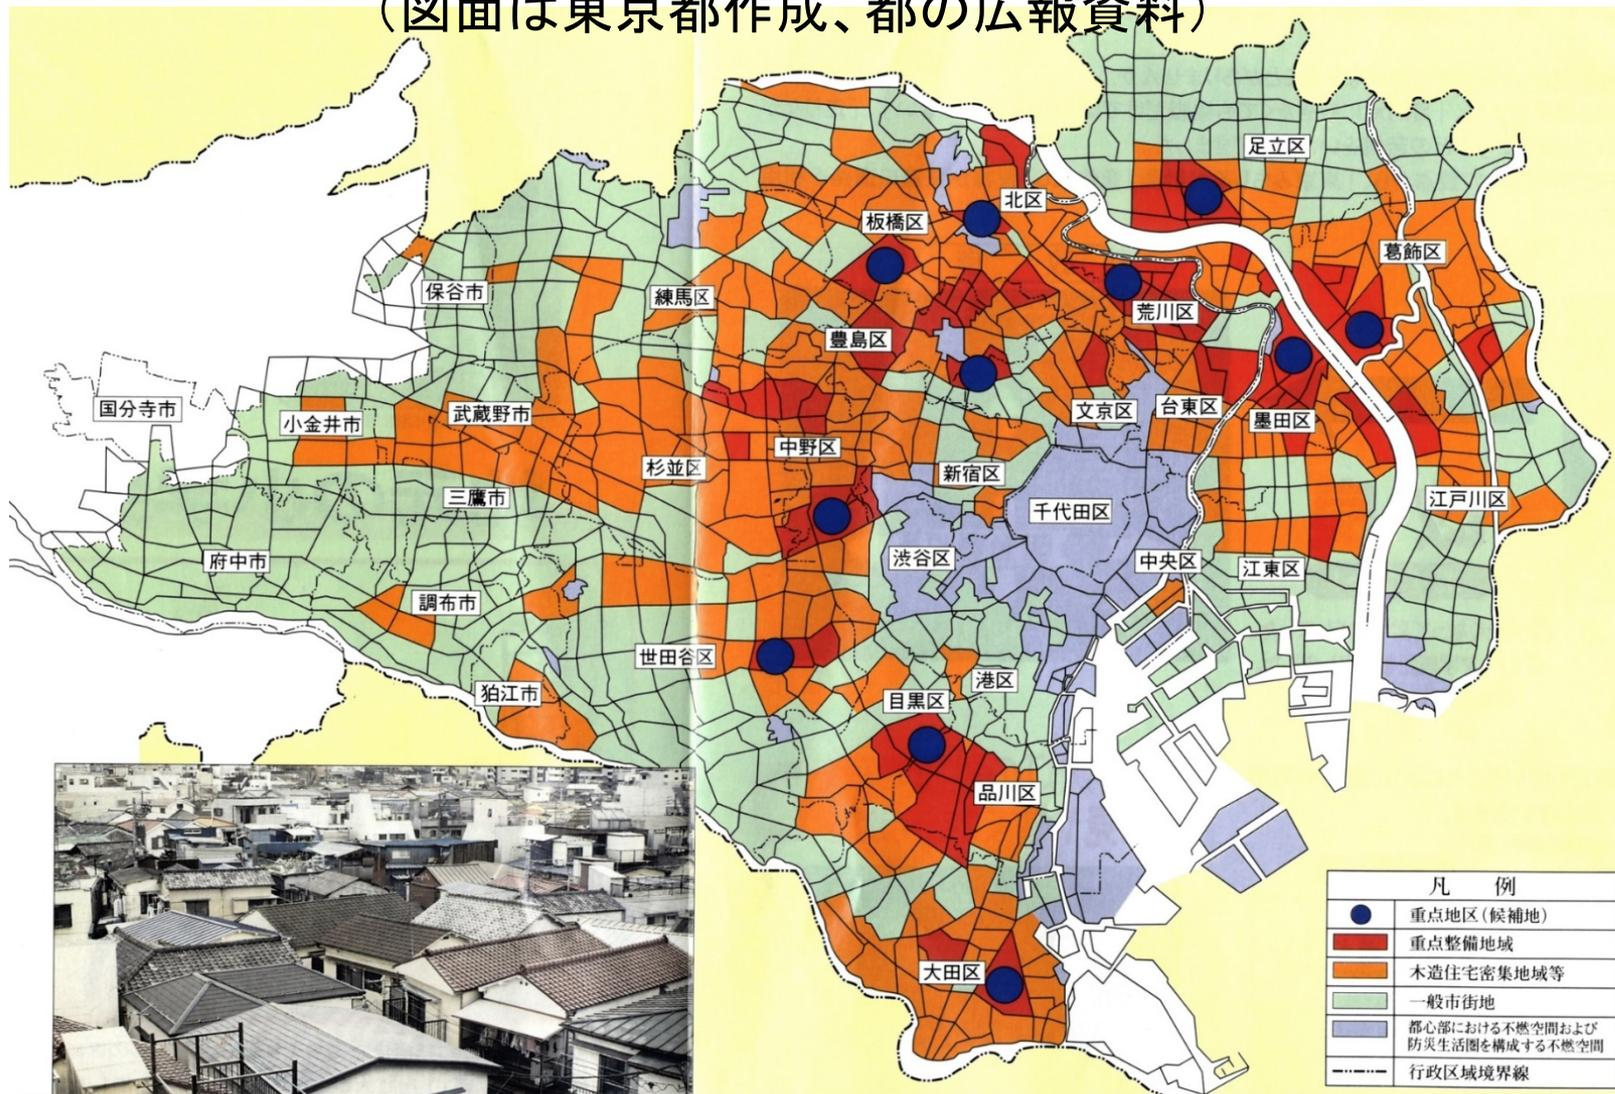 （図面は東京都作成、都の広報資料）
足立区
北区
板橋区
葛飾区
保谷市
練馬区
荒川区
豊島区
国分寺市
小金井市
武蔵野市
文京区
台東区
墨田区
中野区
杉並区
新宿区
三鷹市
千代田区
江戸川区
府中市
渋谷区
中央区
江東区
調布市
世田谷区
港区
狛江市
目黒区
品川区
大田区
凡 例
重点地区（候補地）
重点整備地域
木造住宅密集地域等
一般市街地
都心部における不燃空間および
防災生活圏を構成する不燃空間
行政区域境界線